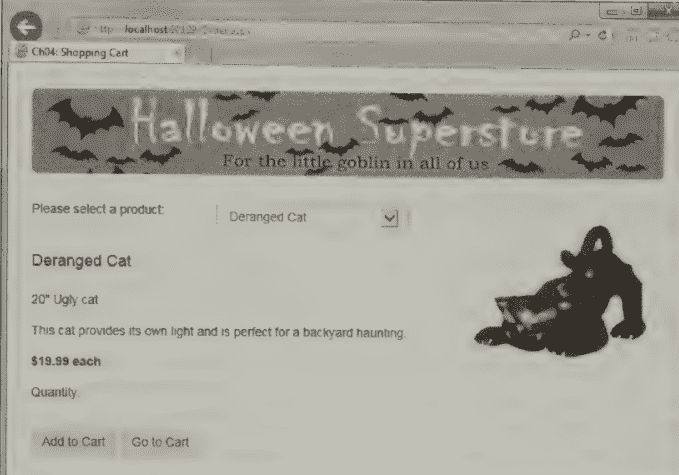 localhost
Ch04: Shopping Cart
Halloween Superstore
For the little goblin in all of us
Please select a product:
Deranged Cat
Deranged Cat
20" Ugly cat
This cat provides its own light and is perfect for a backyard haunting.
$19.99 each
Quantity:
Add to Cart
Go to Cart